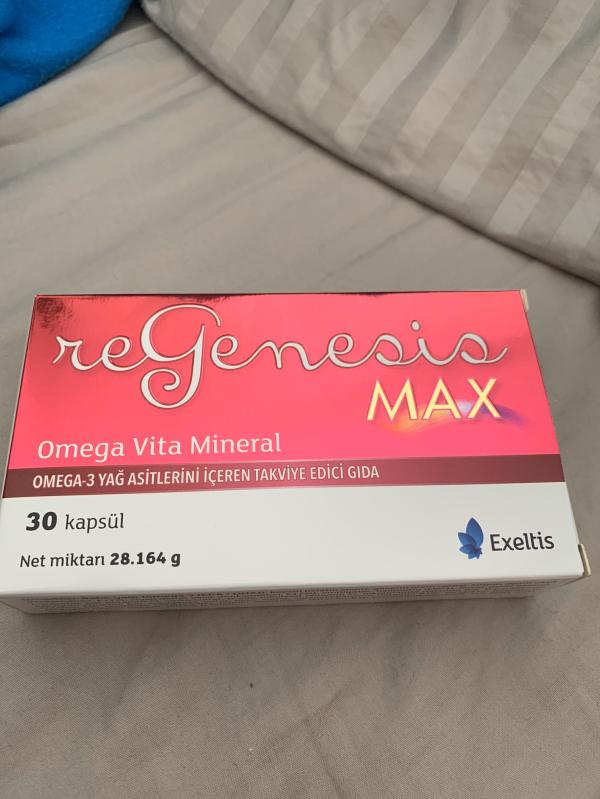 reGenesis
MAX
Omega Vita Mineral
OMEGA-3 YAĞ ASİTLERİNİ İÇEREN TAKVİYE EDİCİ GIDA
30 kapsül
Net miktarı 28.164 g
Exeltis